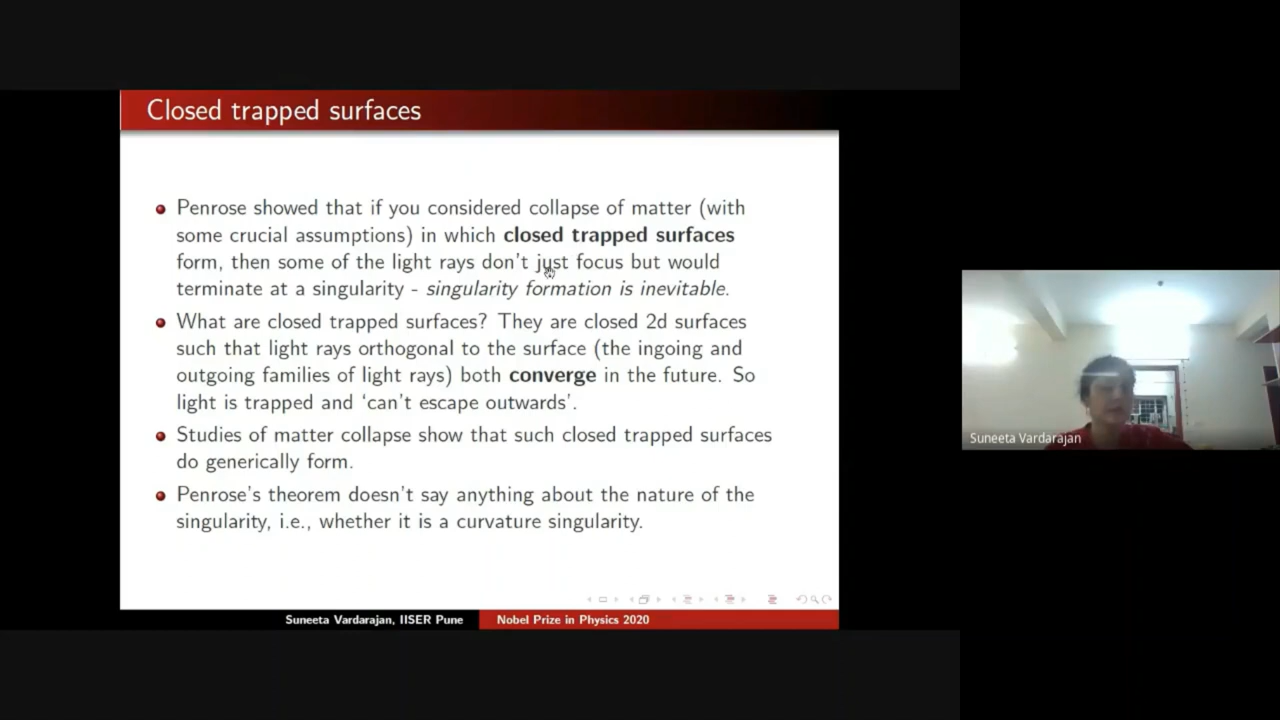 Closed trapped surfaces
Penrose showed that if you considered collapse of matter (with
some crucial assumptions) in which closed trapped surfaces
form, then some of the light rays don't just focus but would
terminate at a singularity - singularity formation is inevitable.
What are closed trapped surfaces? They are closed 2d surfaces
such that light rays orthogonal to the surface (the ingoing and
outgoing families of light rays) both converge in the future. So
light is trapped and ‘can't escape outwards’.
Studies of matter collapse show that such closed trapped surfaces
do generically form.
Penrose's theorem doesn't say anything about the nature of the
singularity, i.e., whether it is a curvature singularity.
Suneeta Vardarajan, IISER Pune
Nobel Prize in Physics 2020
Suneeta Vardarajan